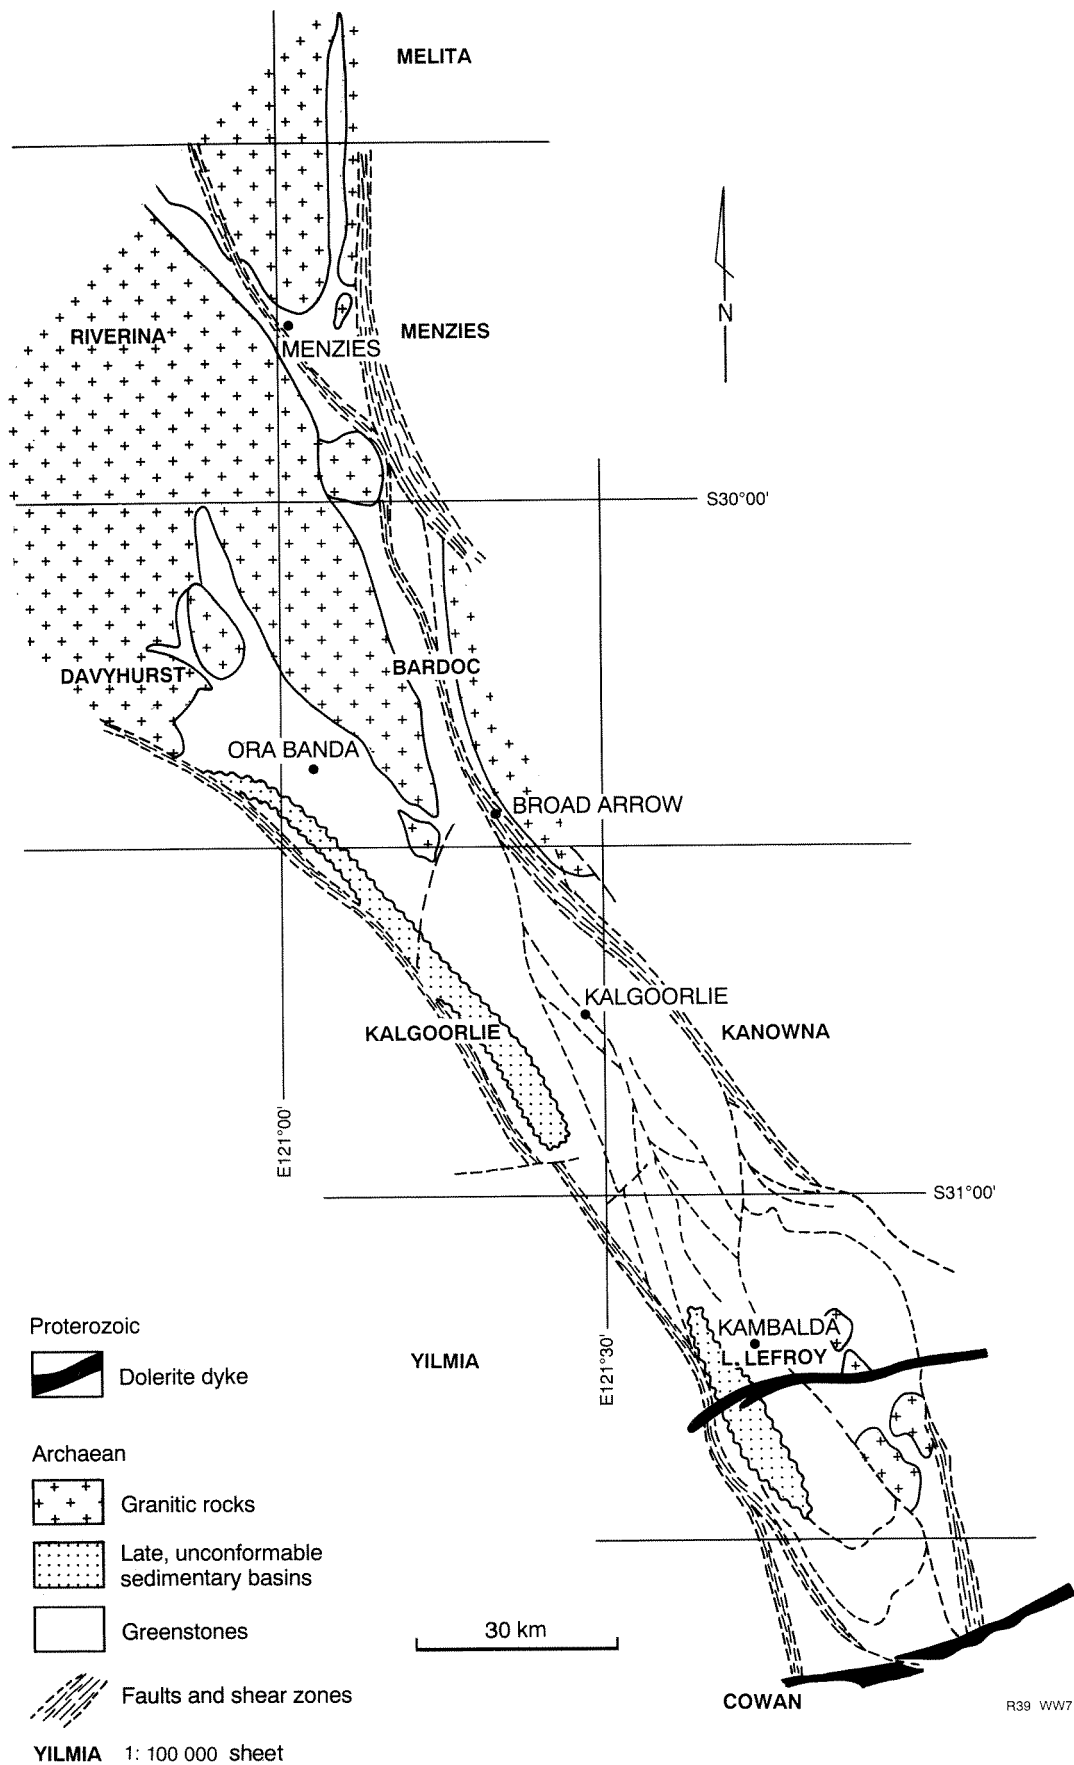 MELITA
RIVERINA
MENZIES
MENZIES
N
S30°00'
DAVYHURST
BARDOC
ORA BANDA
BROAD ARROW
KALGOORLIE
KALGOORLIE
KANOWNA
E121°00'
S31°00'
KAMBALDA
L. LEFROY
E121°30'
YILMIA
Proterozoic
Dolerite dyke
Archaean
Granitic rocks
Late, unconformable
sedimentary basins
Greenstones
Faults and shear zones
YILMIA 1: 100 000 sheet
30 km
COWAN
R39 WW7